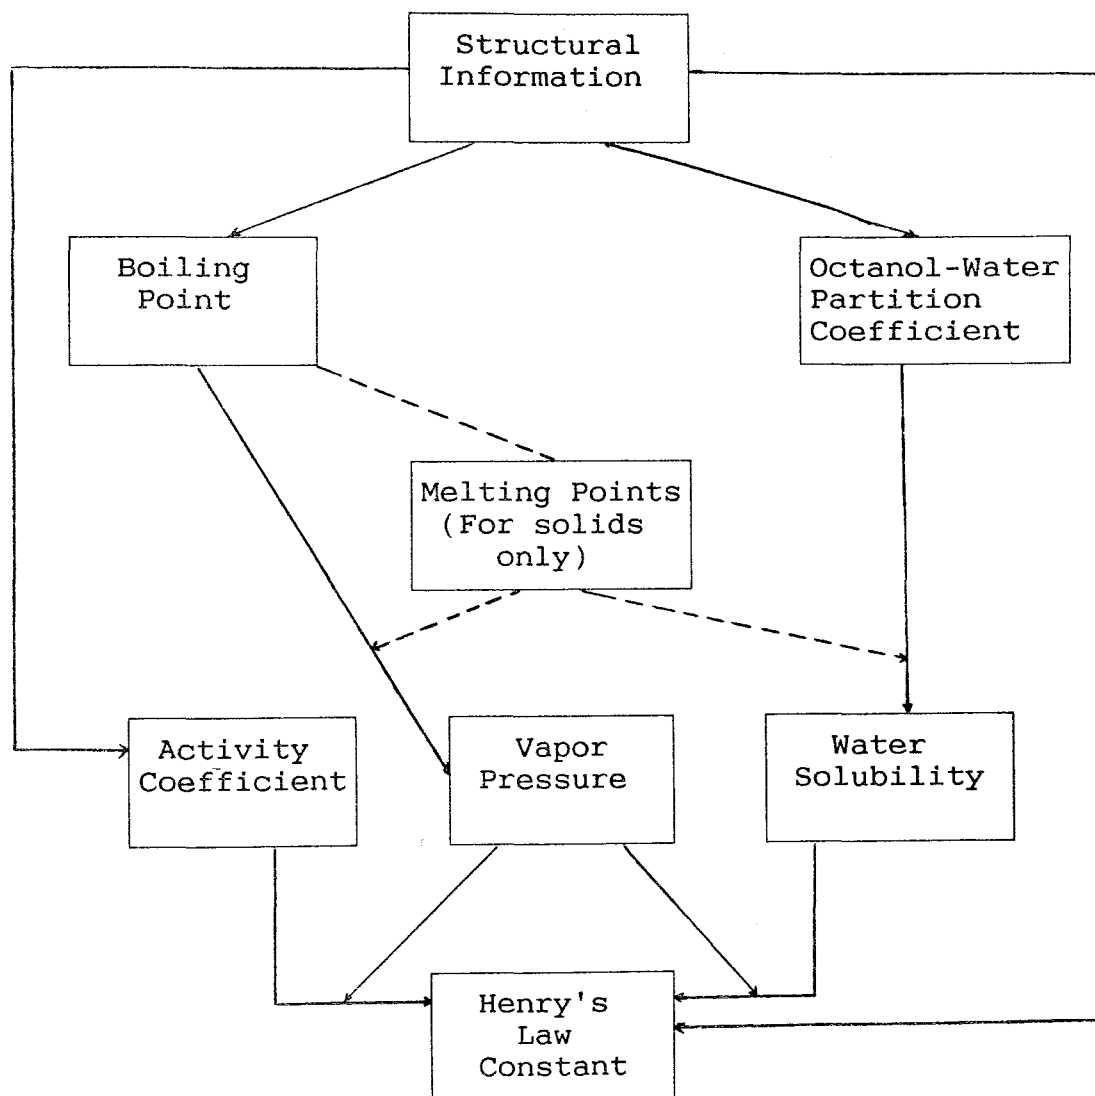 Structural
Information
Boiling
Point
Octanol-Water
Partition
Coefficient
Melting Points
(For solids
only)
Activity
Coefficient
Vapor
Pressure
Water
Solubility
Henry's
Law
Constant